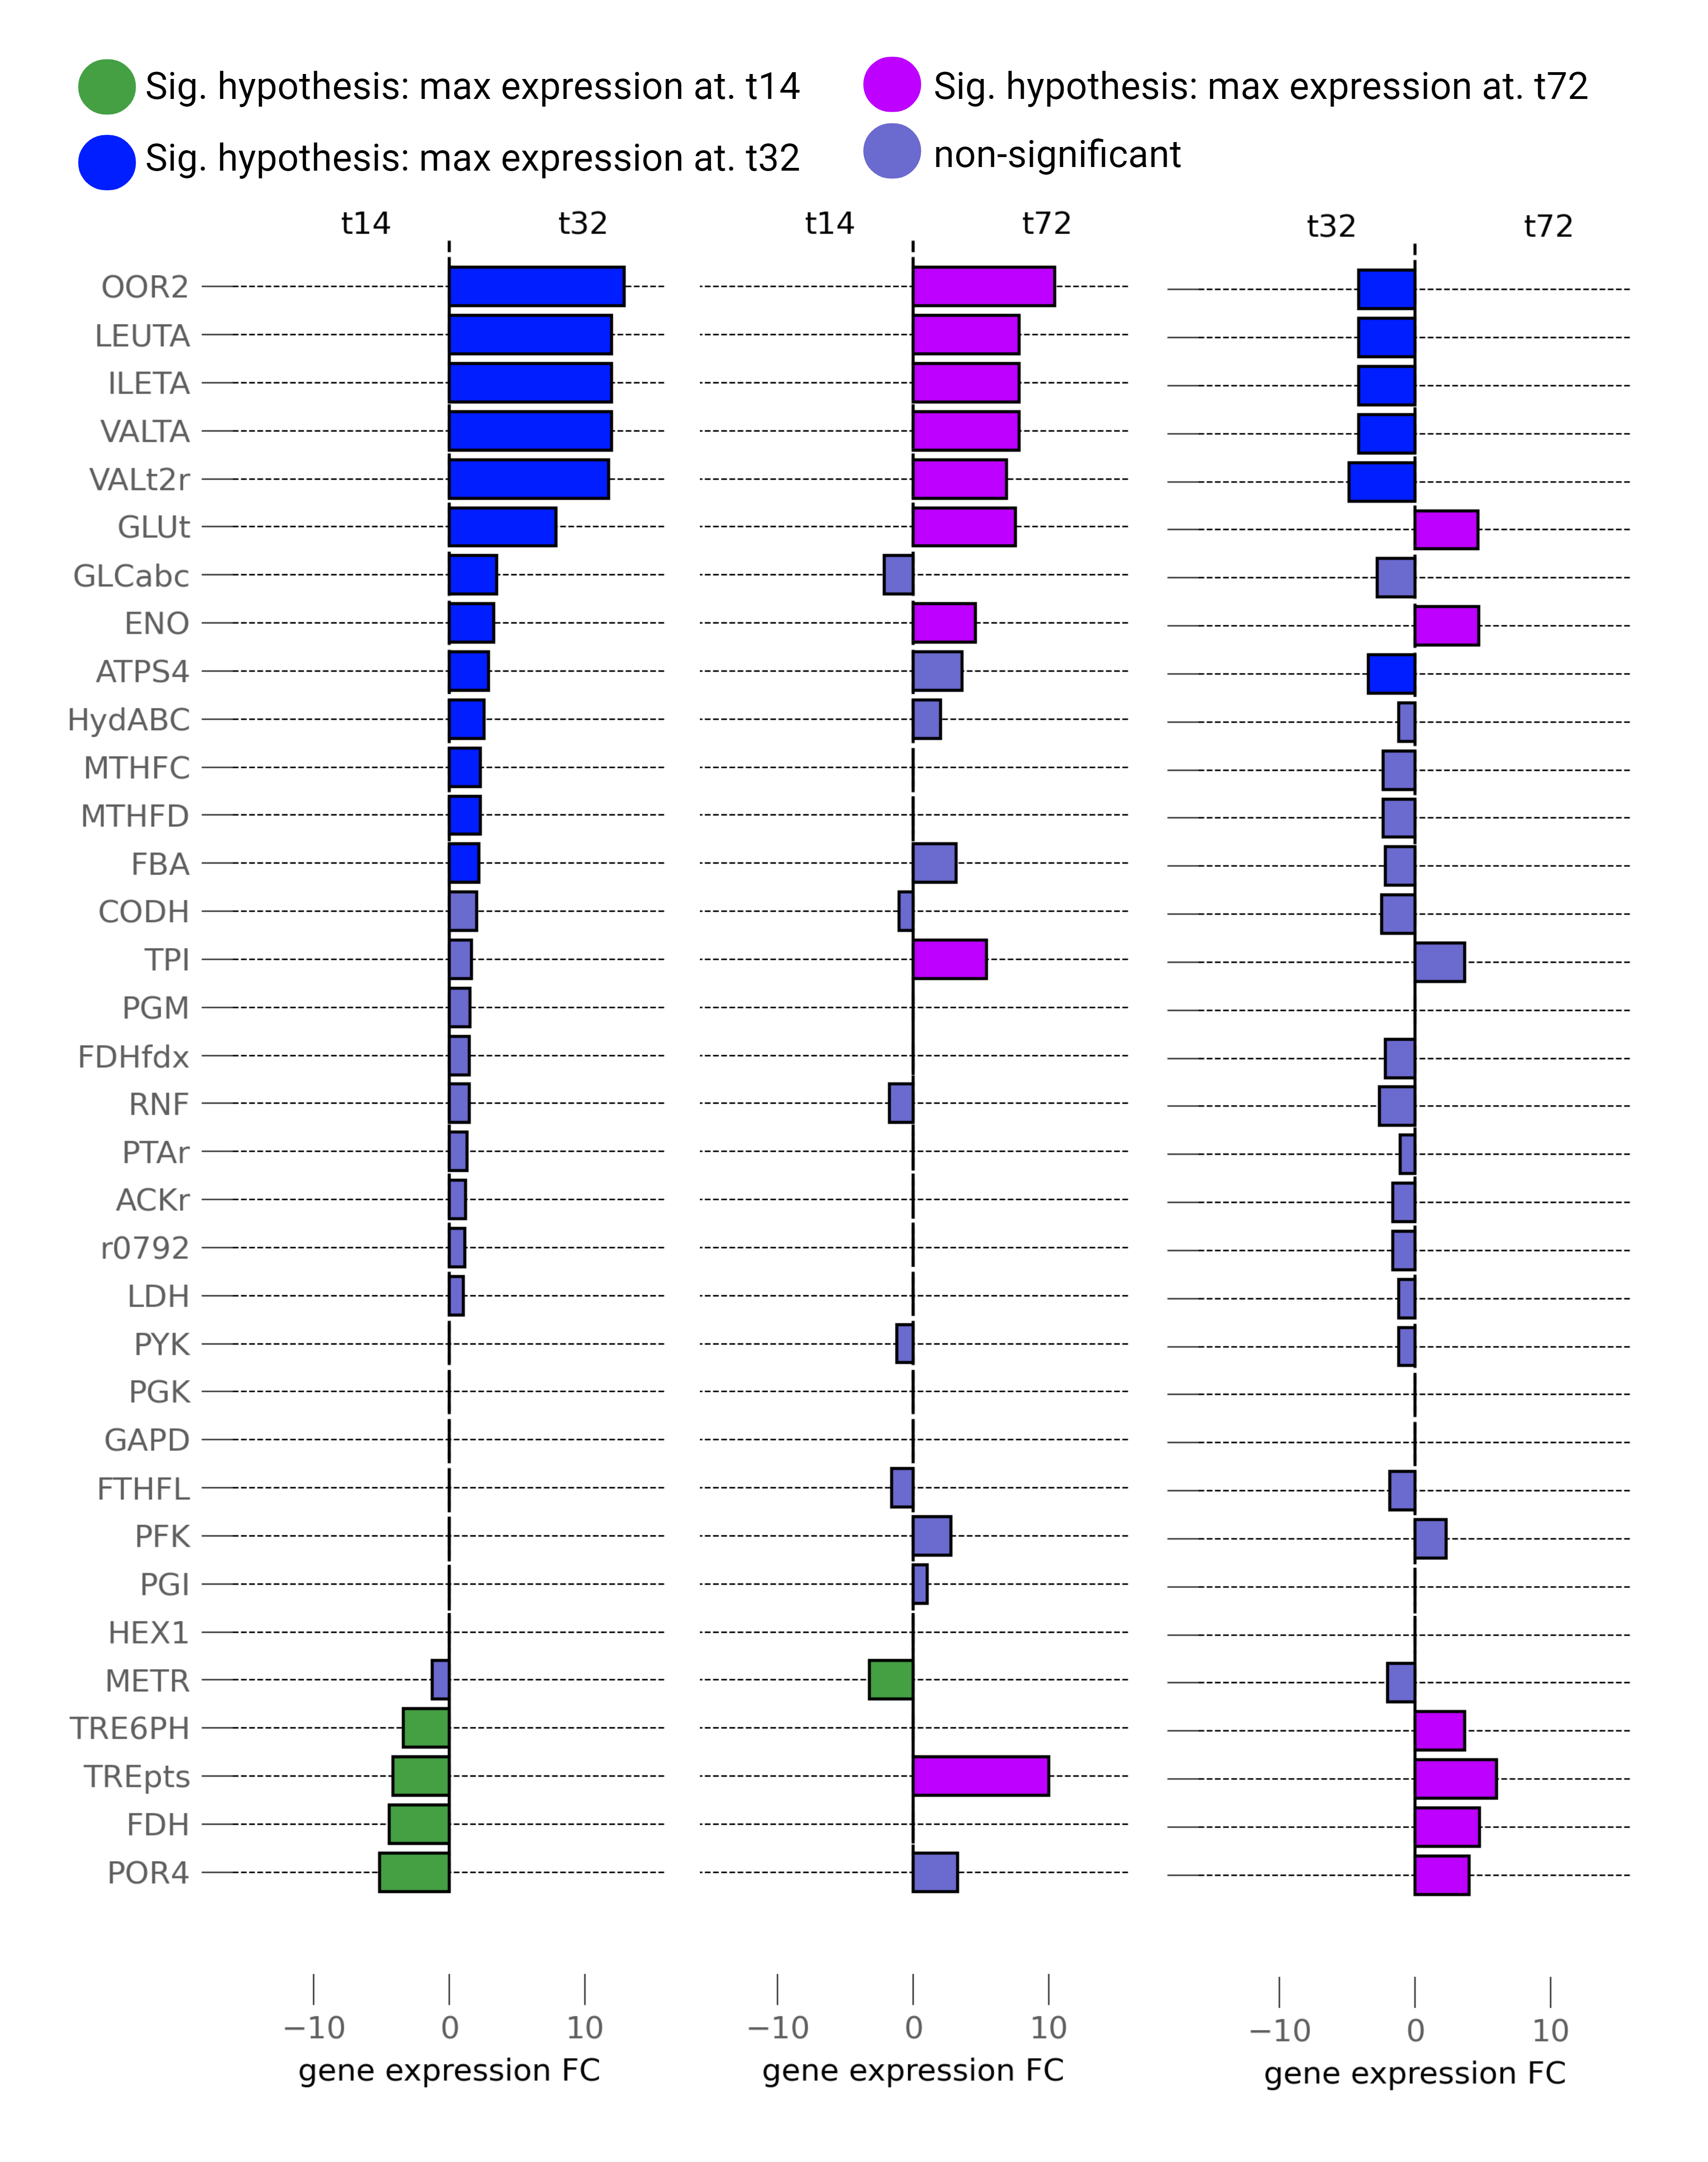 Sig. hypothesis: max expression at. t14
Sig. hypothesis: max expression at. t72
Sig. hypothesis: max expression at. t32
non-significant
t14 t32 t14 t72 t32 t72
OOR2
LEUTA
ILETA
VALTA
VALt2r
GLUt
GLCabc
ENO
ATPS4
HydABC
MTHFC
MTHFD
FBA
CODH
TPI
PGM
FDHfdx
RNF
PTAr
ACKr
r0792
LDH
PYK
PGK
GAPD
FTHFL
PFK
PGI
HEX1
METR
TRE6PH
TREpts
FDH
POR4
−10 0 10 −10 0 10 −10 0 10
gene expression FC gene expression FC gene expression FC